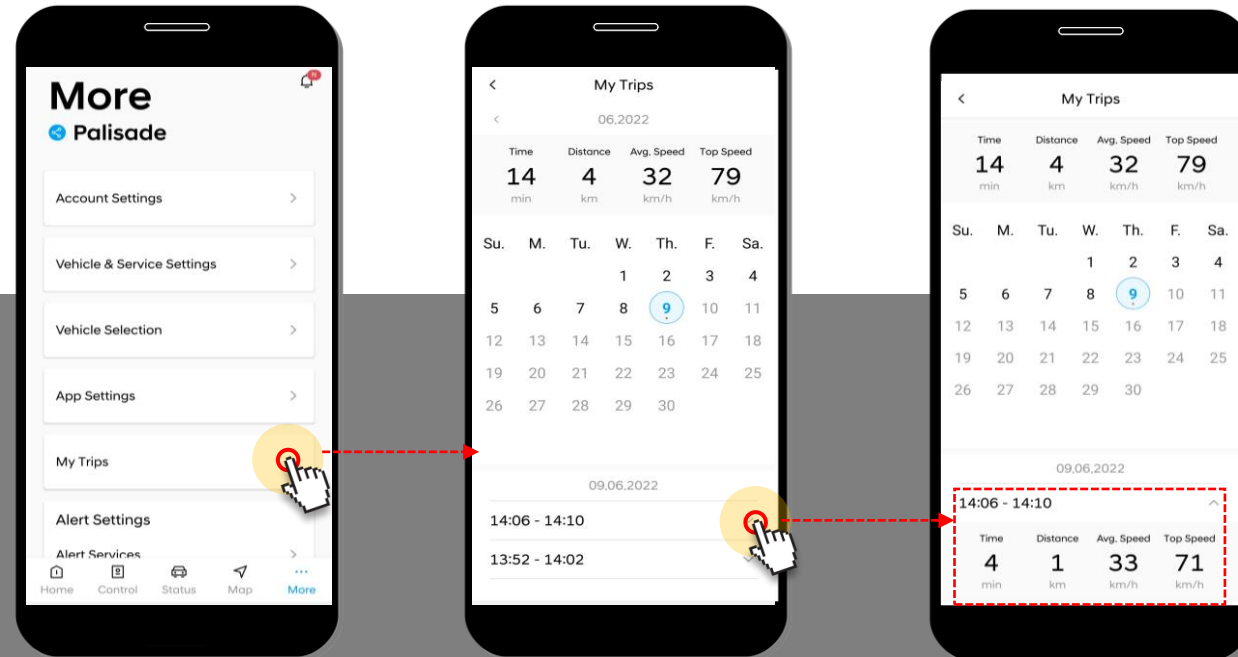 N
More
Palisade
Account Settings
Vehicle & Service Settings
Vehicle Selection
App Settings
My Trips
Alert Settings
Alert Services
Home Control Status Map More
My Trips
06,2022
Time Distance Avg. Speed Top Speed
14 4 32 79
min km km/h km/h
Su. M. Tu. W. Th. F. Sa.
1 2 3 4
5 6 7 8 9 10 11
12 13 14 15 16 17 18
19 20 21 22 23 24 25
26 27 28 29 30
09,06,2022
14:06 - 14:10
13:52 - 14:02
My Trips
Time Distance Avg. Speed Top Speed
14 4 32 79
min km km/h km/h
Su. M. Tu. W. Th. F. Sa.
1 2 3 4
5 6 7 8 9 10 11
12 13 14 15 16 17 18
19 20 21 22 23 24 25
26 27 28 29 30
09,06,2022
14:06 - 14:10
Time Distance Avg. Speed Top Speed
4 1 33 71
min km km/h km/h